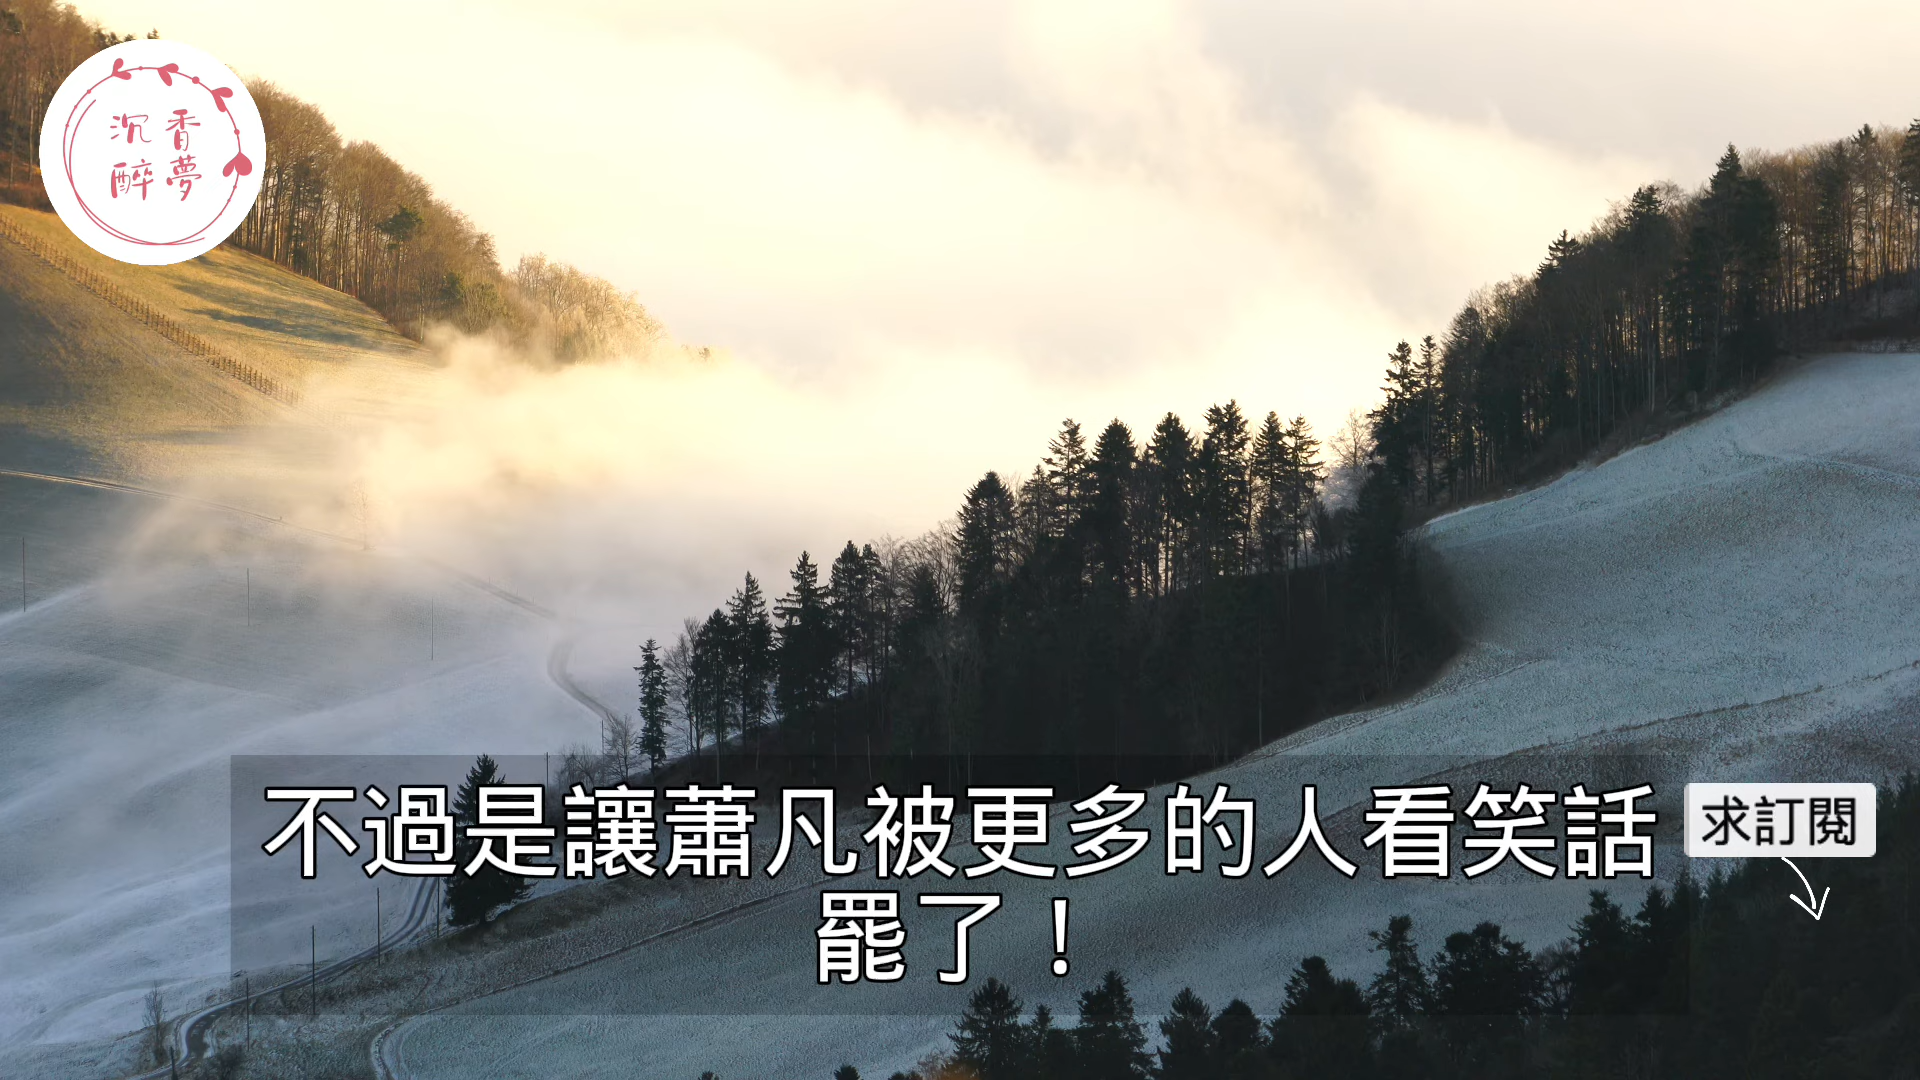 沉香
醉夢
不過是讓蕭凡被更多的人看笑話
罷了！
求訂閱